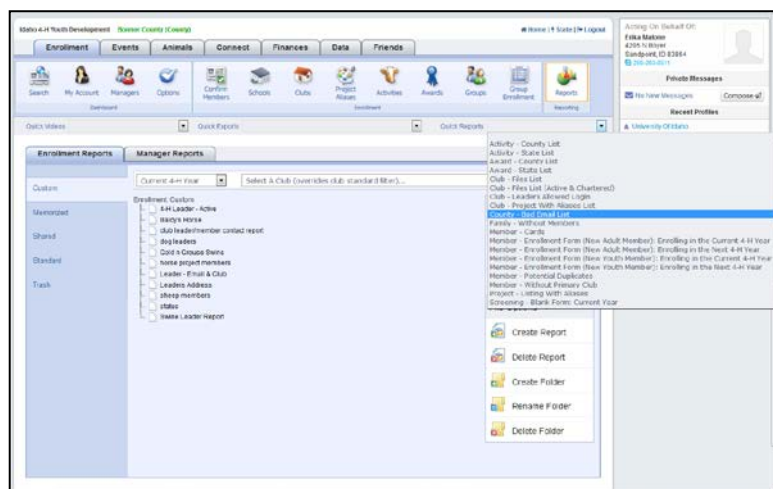 Idaho 4-H Youth Development Bonner County (County)
Home | State | Logout
Enrollment Events Animals Connect Finances Data Friends
Search My Account Managers Options Confirm Members Schools Clubs Project Aliases Activities Awards Groups Group Enrollment Reports
Dashboard Enrollment Reporting
Quick Videos Quick Exports Quick Reports
Acting On Behalf Of:
Erika Malone
4205 N Boyer
Sandpoint, ID 83864
Private Messages
No New Messages Compose
Recent Profiles
University Of Idaho
Enrollment Reports Manager Reports
Custom
Memorized
Shared
Standard
Trash
Current 4-H Year Select A Club (overrides club standard filter)...
Enrollment Custom
4-H Leader - Active
club leader/member contact report
dog leaders
Gold n Grouse Swine
horse project members
Leader - Email & Club
Leaders Address
sheep members
status
Swine Leader Report
Activity - County List
Activity - State List
Award - County List
Award - State List
Club - Files List
Club - Files List (Active & Chartered)
Club - Leaders Allowed Login
Club - Project With Aliases List
County - Bad Email List
Family - Without Members
Member - Cards
Member - Enrollment Form (New Adult Member): Enrolling in the Current 4-H Year
Member - Enrollment Form (New Adult Member): Enrolling in the Next 4-H Year
Member - Enrollment Form (New Youth Member): Enrolling in the Current 4-H Year
Member - Enrollment Form (New Youth Member): Enrolling in the Next 4-H Year
Member - Potential Duplicates
Member - Without Primary Club
Project - Listing With Aliases
Screening - Blank Form: Current Year
Create Report
Delete Report
Create Folder
Rename Folder
Delete Folder